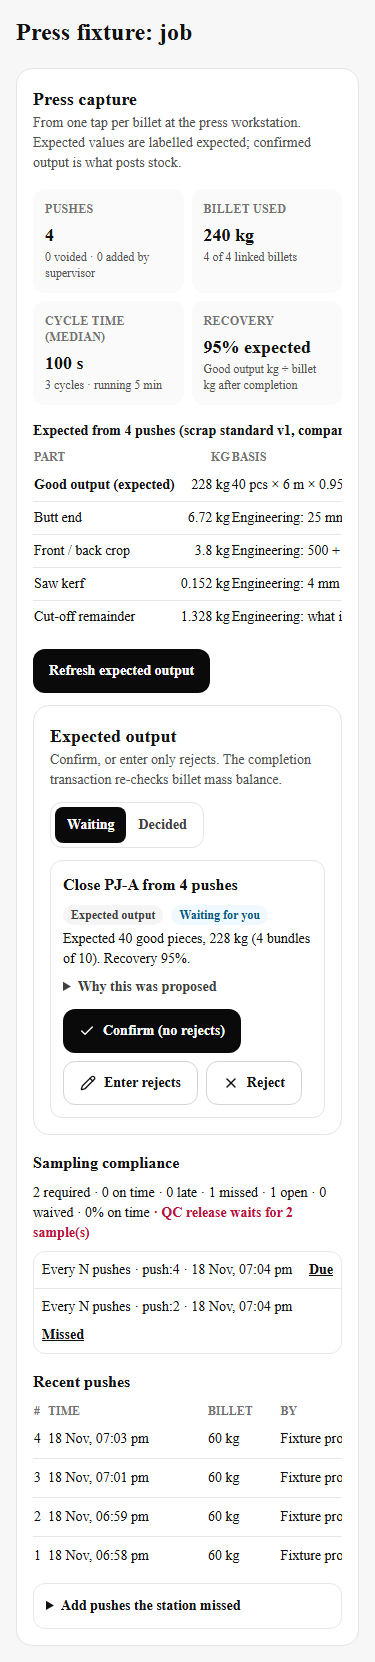 Press fixture: job
Press capture
From one tap per billet at the press workstation.
Expected values are labelled expected; confirmed
output is what posts stock.
PUSHES
4
0 voided · 0 added by
supervisor
BILLET USED
240 kg
4 of 4 linked billets
CYCLE TIME
(MEDIAN)
100 s
3 cycles · running 5 min
RECOVERY
95% expected
Good output kg ÷ billet
kg after completion
Expected from 4 pushes (scrap standard v1, compar
PART KG BASIS
Good output (expected) 228 kg 40 pcs × 6 m × 0.95
Butt end 6.72 kg Engineering: 25 mm
Front / back crop 3.8 kg Engineering: 500 +
Saw kerf 0.152 kg Engineering: 4 mm
Cut-off remainder 1.328 kg Engineering: what i
Refresh expected output
Expected output
Confirm, or enter only rejects. The completion
transaction re-checks billet mass balance.
Waiting Decided
Close PJ-A from 4 pushes
Expected output Waiting for you
Expected 40 good pieces, 228 kg (4 bundles
of 10). Recovery 95%.
Why this was proposed
Confirm (no rejects)
Enter rejects Reject
Sampling compliance
2 required · 0 on time · 0 late · 1 missed · 1 open · 0
waived · 0% on time · QC release waits for 2
sample(s)
Every N pushes · push:4 · 18 Nov, 07:04 pm Due
Every N pushes · push:2 · 18 Nov, 07:04 pm
Missed
Recent pushes
# TIME BILLET BY
4 18 Nov, 07:03 pm 60 kg Fixture pro
3 18 Nov, 07:01 pm 60 kg Fixture pro
2 18 Nov, 06:59 pm 60 kg Fixture pro
1 18 Nov, 06:58 pm 60 kg Fixture pro
Add pushes the station missed